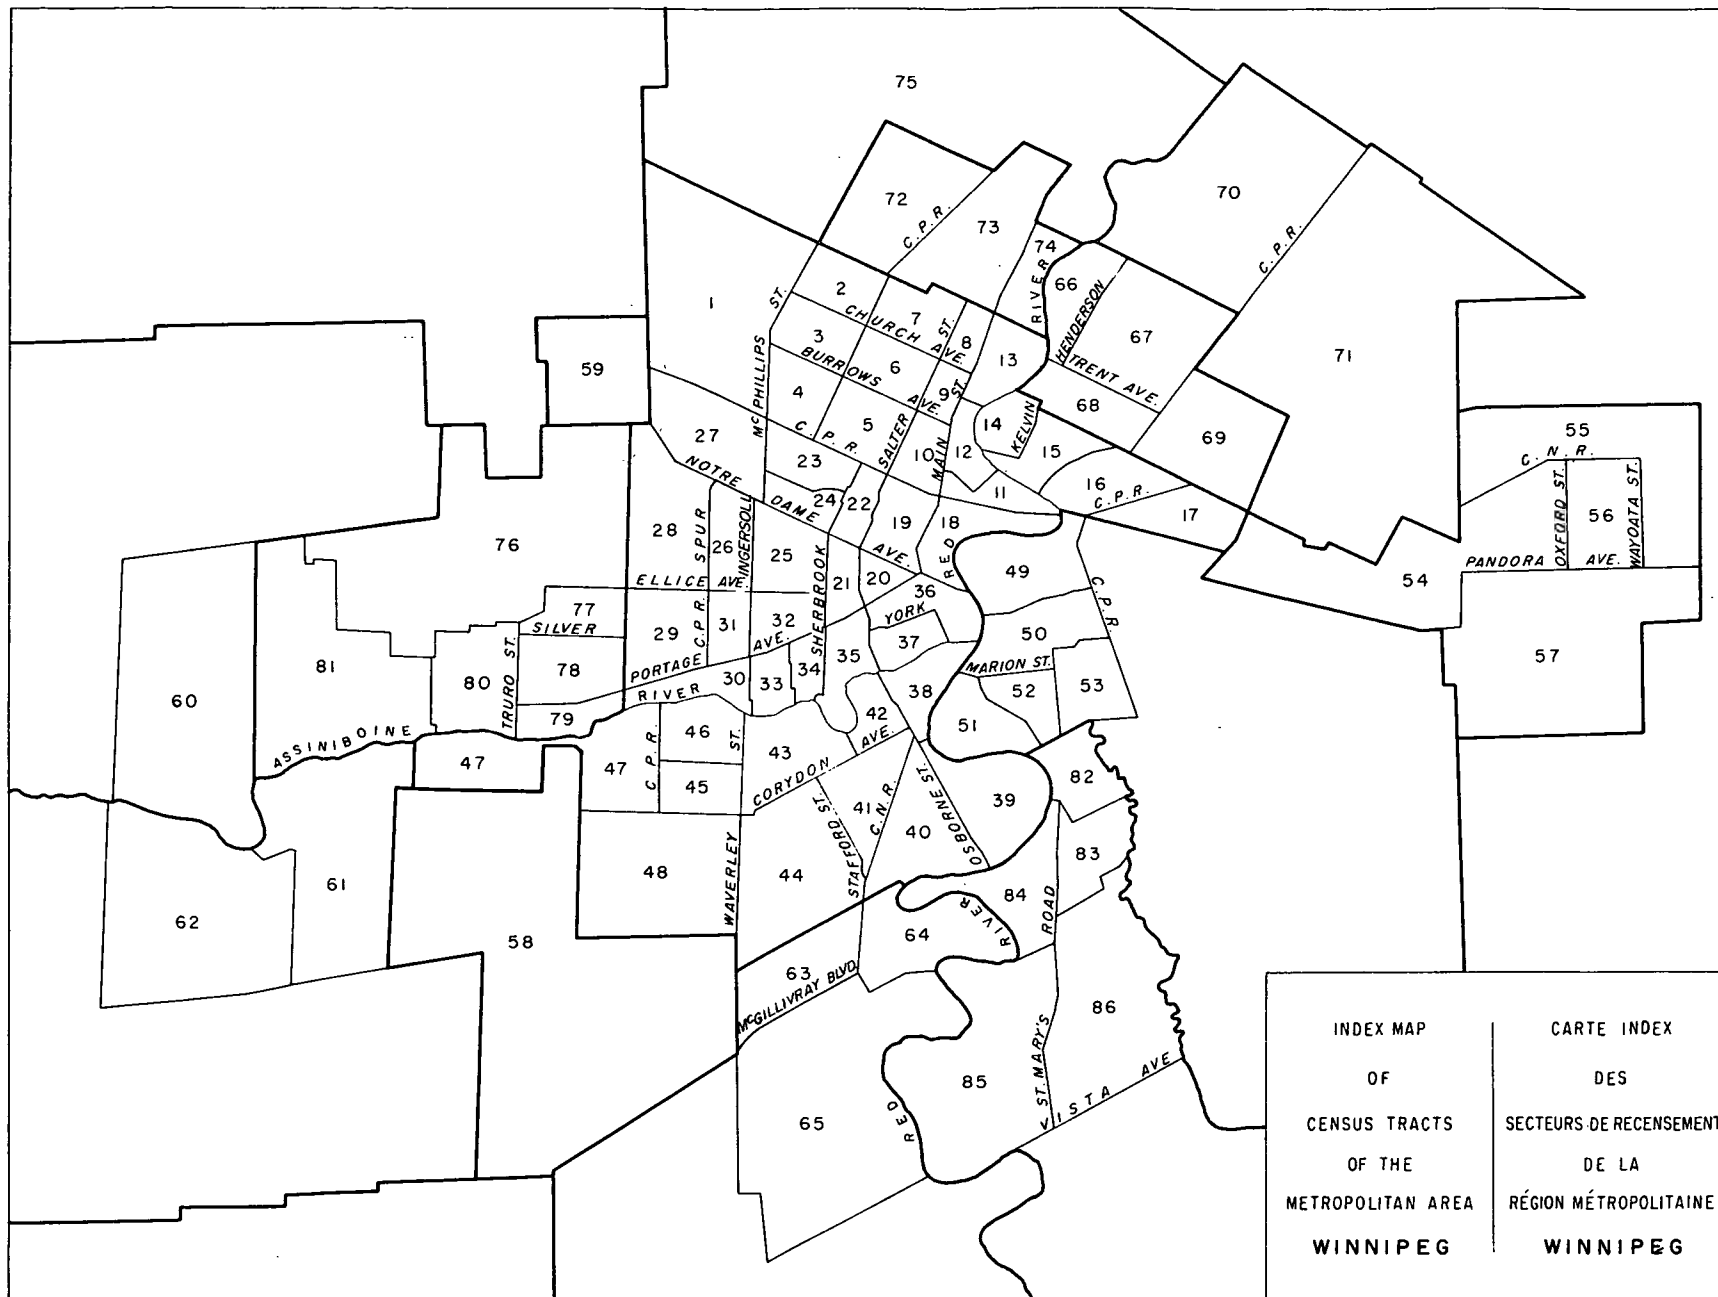 75
72
C.P.R.
73
74
RIVER
66
HENDERSON
70
C.P.R.
67
71
1
ST.
2
CHURCH AVE.
7
ST.
8
13
TRENT AVE.
59
McPHILLIPS
3
BURROWS AVE.
6
9
ST.
68
69
4
C.P.R.
5
SALTER
10
MAIN
12
14
KELVIN
15
55
C.N.R.
27
NOTRE DAME AVE.
23
24
22
11
16
C.P.R.
17
OXFORD ST.
56
WAYOATA ST.
28
C.P.R. SPUR
26
INGERSOLL
25
19
18
RED
49
C.P.R.
54
PANDORA AVE.
76
ELLICE AVE.
SHERBROOK
21
20
36
YORK
77
SILVER
29
31
32
PORTAGE AVE.
37
50
MARION ST.
57
81
80
TRURO ST.
78
30
33
34
35
38
52
53
60
79
RIVER
42
51
ASSINIBOINE
47
47
C.P.R.
46
ST.
43
CORYDON AVE.
82
45
41
C.N.R.
STAFFORD ST.
40
OSBORNE ST.
39
83
61
62
58
48
WAVERLEY
44
64
RIVER
84
ROAD
63
McGILLIVRAY BLVD.
86
65
RED
85
ST. MARY'S
VISTA AVE
INDEX MAP
OF
CENSUS TRACTS
OF THE
METROPOLITAN AREA
WINNIPEG
CARTE INDEX
DES
SECTEURS DE RECENSEMENT
DE LA
RÉGION MÉTROPOLITAINE
WINNIPEG